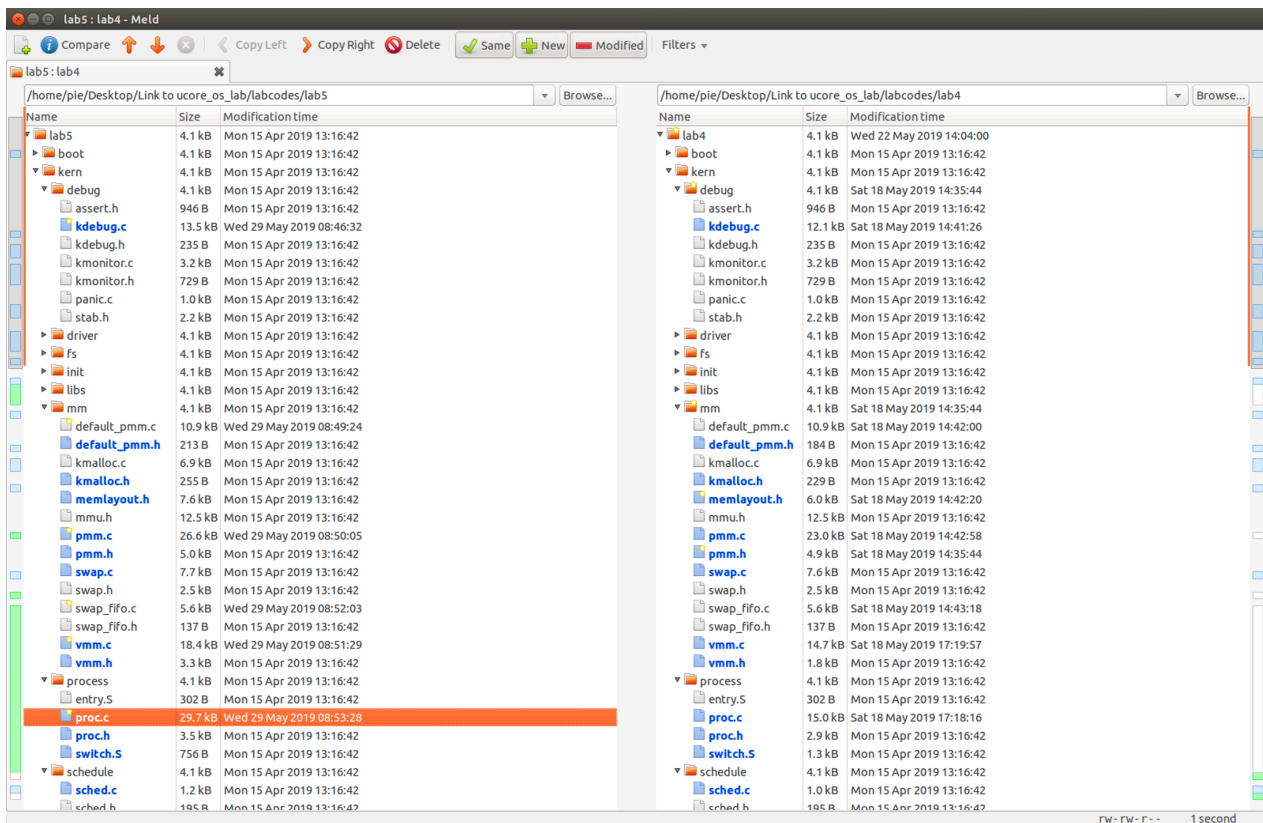 lab5 : lab4 - Meld
Compare Copy Left Copy Right Delete Same New Modified Filters
lab5 : lab4
/home/pie/Desktop/Link to ucore_os_lab/labcodes/lab5 Browse... /home/pie/Desktop/Link to ucore_os_lab/labcodes/lab4 Browse...
Name Size Modification time Name Size Modification time
lab5 4.1 kB Mon 15 Apr 2019 13:16:42 lab4 4.1 kB Wed 22 May 2019 14:04:00
boot 4.1 kB Mon 15 Apr 2019 13:16:42 boot 4.1 kB Mon 15 Apr 2019 13:16:42
kern 4.1 kB Mon 15 Apr 2019 13:16:42 kern 4.1 kB Mon 15 Apr 2019 13:16:42
debug 4.1 kB Mon 15 Apr 2019 13:16:42 debug 4.1 kB Sat 18 May 2019 14:35:44
assert.h 946 B Mon 15 Apr 2019 13:16:42 assert.h 946 B Mon 15 Apr 2019 13:16:42
kdebug.c 13.5 kB Wed 29 May 2019 08:46:32 kdebug.c 12.1 kB Sat 18 May 2019 14:41:26
kdebug.h 235 B Mon 15 Apr 2019 13:16:42 kdebug.h 235 B Mon 15 Apr 2019 13:16:42
kmonitor.c 3.2 kB Mon 15 Apr 2019 13:16:42 kmonitor.c 3.2 kB Mon 15 Apr 2019 13:16:42
kmonitor.h 729 B Mon 15 Apr 2019 13:16:42 kmonitor.h 729 B Mon 15 Apr 2019 13:16:42
panic.c 1.0 kB Mon 15 Apr 2019 13:16:42 panic.c 1.0 kB Mon 15 Apr 2019 13:16:42
stab.h 2.2 kB Mon 15 Apr 2019 13:16:42 stab.h 2.2 kB Mon 15 Apr 2019 13:16:42
driver 4.1 kB Mon 15 Apr 2019 13:16:42 driver 4.1 kB Mon 15 Apr 2019 13:16:42
fs 4.1 kB Mon 15 Apr 2019 13:16:42 fs 4.1 kB Mon 15 Apr 2019 13:16:42
init 4.1 kB Mon 15 Apr 2019 13:16:42 init 4.1 kB Mon 15 Apr 2019 13:16:42
libs 4.1 kB Mon 15 Apr 2019 13:16:42 libs 4.1 kB Mon 15 Apr 2019 13:16:42
mm 4.1 kB Mon 15 Apr 2019 13:16:42 mm 4.1 kB Sat 18 May 2019 14:35:44
default_pmm.c 10.9 kB Wed 29 May 2019 08:49:24 default_pmm.c 10.9 kB Sat 18 May 2019 14:42:00
default_pmm.h 213 B Mon 15 Apr 2019 13:16:42 default_pmm.h 184 B Mon 15 Apr 2019 13:16:42
kmalloc.c 6.9 kB Mon 15 Apr 2019 13:16:42 kmalloc.c 6.9 kB Mon 15 Apr 2019 13:16:42
kmalloc.h 255 B Mon 15 Apr 2019 13:16:42 kmalloc.h 229 B Mon 15 Apr 2019 13:16:42
memlayout.h 7.6 kB Mon 15 Apr 2019 13:16:42 memlayout.h 6.0 kB Sat 18 May 2019 14:42:20
mmu.h 12.5 kB Mon 15 Apr 2019 13:16:42 mmu.h 12.5 kB Mon 15 Apr 2019 13:16:42
pmm.c 26.6 kB Wed 29 May 2019 08:50:05 pmm.c 23.0 kB Sat 18 May 2019 14:42:58
pmm.h 5.0 kB Mon 15 Apr 2019 13:16:42 pmm.h 4.9 kB Sat 18 May 2019 14:35:44
swap.c 7.7 kB Mon 15 Apr 2019 13:16:42 swap.c 7.6 kB Mon 15 Apr 2019 13:16:42
swap.h 2.5 kB Mon 15 Apr 2019 13:16:42 swap.h 2.5 kB Mon 15 Apr 2019 13:16:42
swap_fifo.c 5.6 kB Wed 29 May 2019 08:52:03 swap_fifo.c 5.6 kB Sat 18 May 2019 14:43:18
swap_fifo.h 137 B Mon 15 Apr 2019 13:16:42 swap_fifo.h 137 B Mon 15 Apr 2019 13:16:42
vmm.c 18.4 kB Wed 29 May 2019 08:51:29 vmm.c 14.7 kB Sat 18 May 2019 17:19:57
vmm.h 3.3 kB Mon 15 Apr 2019 13:16:42 vmm.h 1.8 kB Mon 15 Apr 2019 13:16:42
process 4.1 kB Mon 15 Apr 2019 13:16:42 process 4.1 kB Mon 15 Apr 2019 13:16:42
entry.S 302 B Mon 15 Apr 2019 13:16:42 entry.S 302 B Mon 15 Apr 2019 13:16:42
proc.c 29.7 kB Wed 29 May 2019 08:53:28 proc.c 15.0 kB Sat 18 May 2019 17:18:16
proc.h 3.5 kB Mon 15 Apr 2019 13:16:42 proc.h 2.9 kB Mon 15 Apr 2019 13:16:42
switch.S 756 B Mon 15 Apr 2019 13:16:42 switch.S 1.3 kB Mon 15 Apr 2019 13:16:42
schedule 4.1 kB Mon 15 Apr 2019 13:16:42 schedule 4.1 kB Mon 15 Apr 2019 13:16:42
sched.c 1.2 kB Mon 15 Apr 2019 13:16:42 sched.c 1.0 kB Mon 15 Apr 2019 13:16:42
sched.h 195 B Mon 15 Apr 2019 13:16:42 sched.h 195 B Mon 15 Apr 2019 13:16:42
rw-rw-r-- 1 second